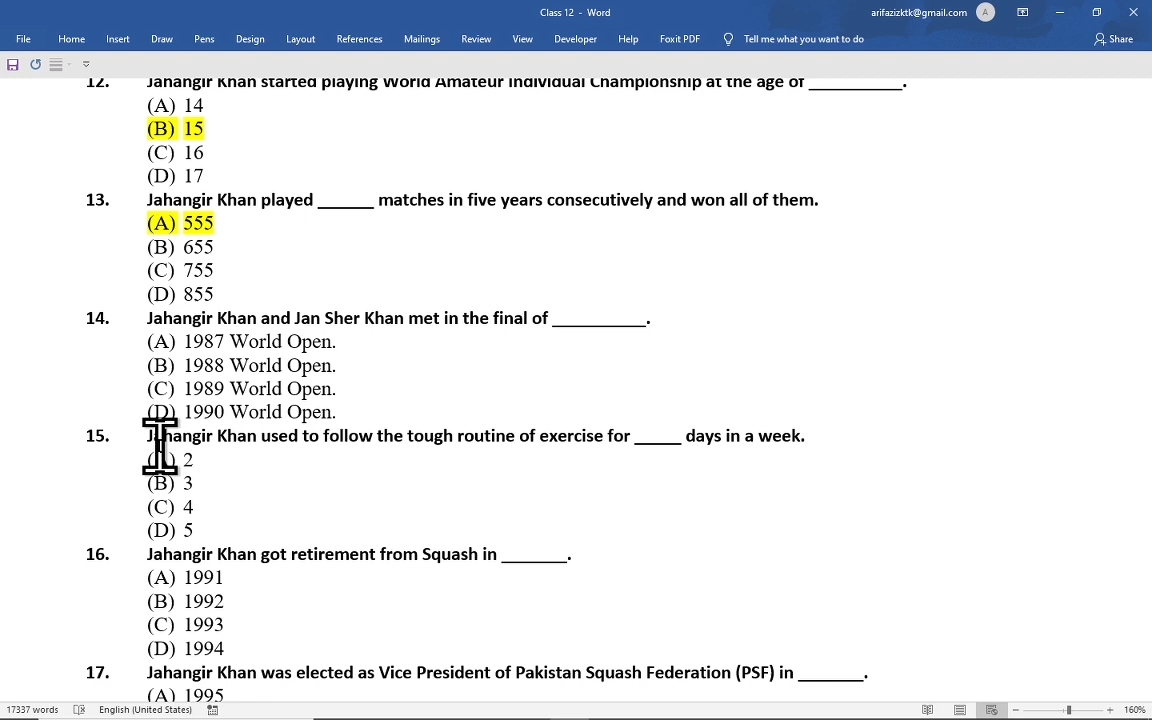 Class 12 - Word
arifazizktk@gmail.com A
File Home Insert Draw Pens Design Layout References Mailings Review View Developer Help Foxit PDF Tell me what you want to do Share
12. Jahangir Khan started playing World Amateur Individual Championship at the age of __________.
(A) 14
(B) 15
(C) 16
(D) 17
13. Jahangir Khan played ______ matches in five years consecutively and won all of them.
(A) 555
(B) 655
(C) 755
(D) 855
14. Jahangir Khan and Jan Sher Khan met in the final of __________.
(A) 1987 World Open.
(B) 1988 World Open.
(C) 1989 World Open.
(D) 1990 World Open.
15. Jahangir Khan used to follow the tough routine of exercise for _____ days in a week.
2
(B) 3
(C) 4
(D) 5
16. Jahangir Khan got retirement from Squash in _______.
(A) 1991
(B) 1992
(C) 1993
(D) 1994
17. Jahangir Khan was elected as Vice President of Pakistan Squash Federation (PSF) in _______.
(A) 1995
17337 words English (United States) 160%